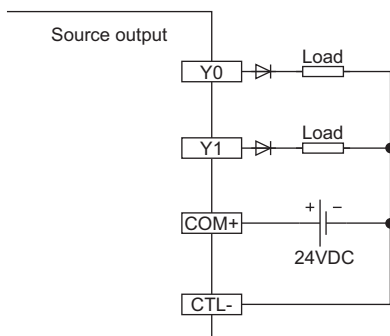 Source output
Y0
Load
Y1
Load
COM+
+ −
24VDC
CTL-